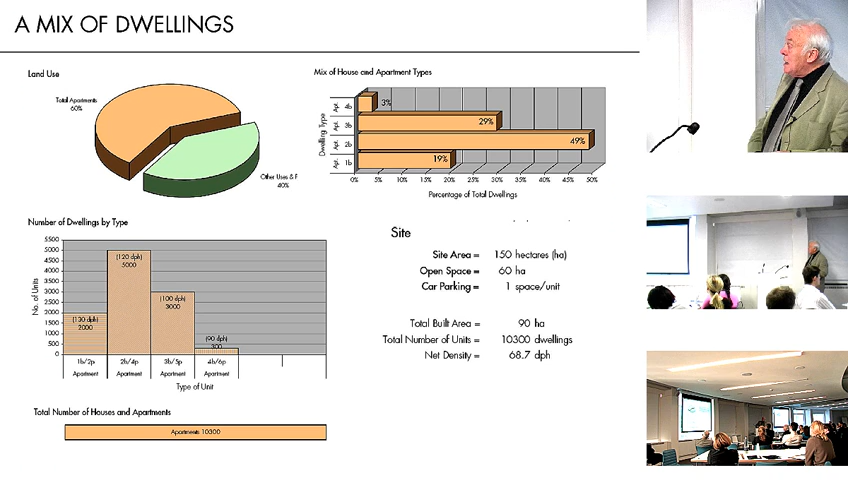 A MIX OF DWELLINGS
Land Use
Total Apartments
60%
Other Uses & F
40%
Mix of House and Apartment Types
Dwelling Type
Apt. 4b 3%
Apt. 3b 29%
Apt. 2b 49%
Apt. 1b 19%
0% 5% 10% 15% 20% 25% 30% 35% 40% 45% 50%
Percentage of Total Dwellings
Number of Dwellings by Type
No. of Units
5500
5000
4500
4000
3500
3000
2500
2000
1500
1000
500
0
(130 dph)
2000
(120 dph)
5000
(100 dph)
3000
(90 dph)
300
1b/2p 2b/4p 3b/5p 4b/6p
Apartment Apartment Apartment Apartment
Type of Unit
Total Number of Houses and Apartments
Apartments 10300
Site
Site Area = 150 hectares (ha)
Open Space = 60 ha
Car Parking = 1 space/unit
Total Built Area = 90 ha
Total Number of Units = 10300 dwellings
Net Density = 68.7 dph